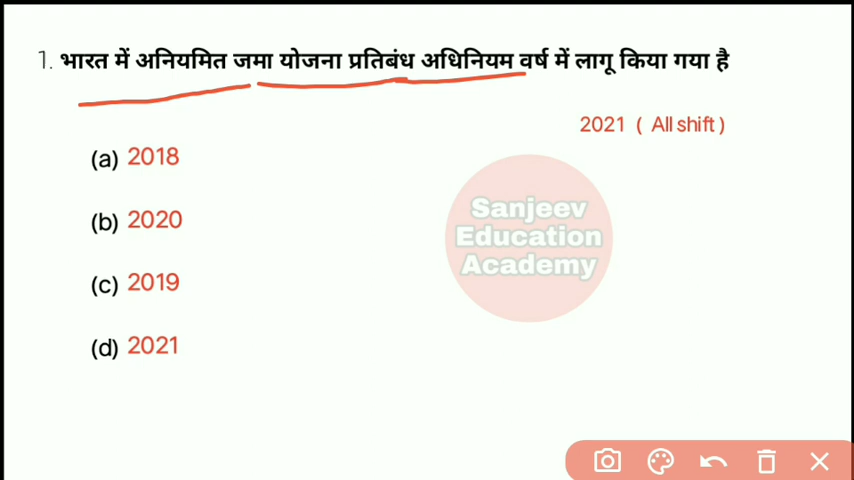 1. भारत में अनियमित जमा योजना प्रतिबंध अधिनियम वर्ष में लागू किया गया है
2021 ( All shift )
(a) 2018
(b) 2020
(c) 2019
(d) 2021
Sanjeev
Education
Academy